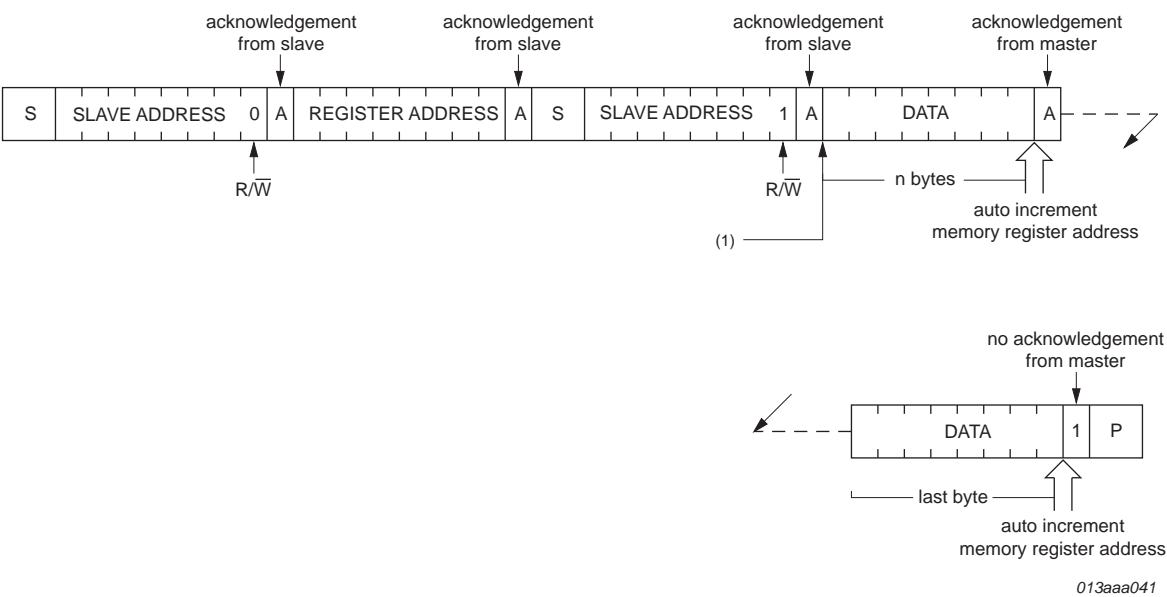 acknowledgement acknowledgement acknowledgement acknowledgement
from slave from slave from slave from master
S SLAVE ADDRESS 0 A REGISTER ADDRESS A S SLAVE ADDRESS 1 A DATA A
R/W̅ R/W̅ n bytes
auto increment
memory register address
(1)
no acknowledgement
from master
DATA 1 P
last byte
auto increment
memory register address
013aaa041